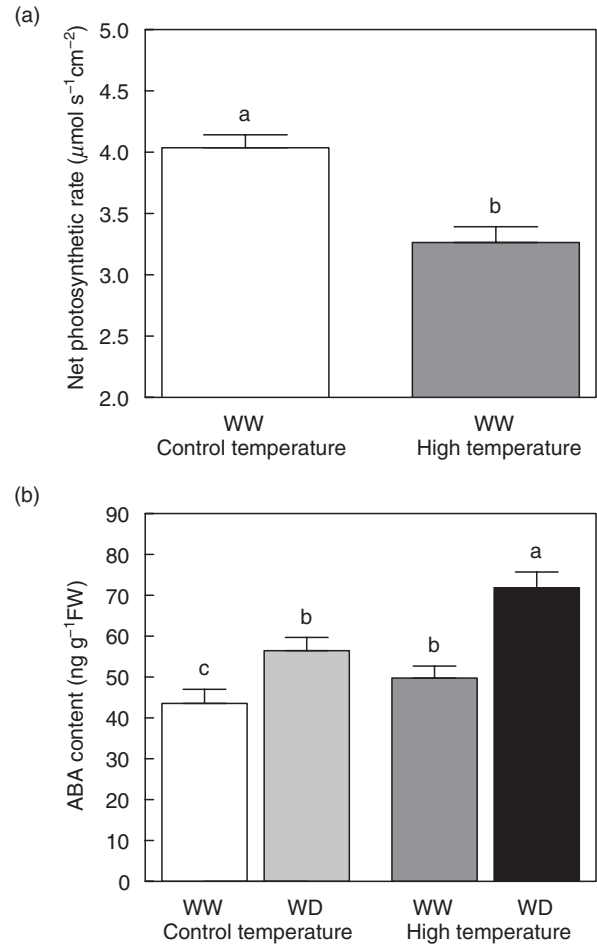 (a)
Net photosynthetic rate (µmol s⁻¹cm⁻²)
5.0
4.5
4.0
3.5
3.0
2.5
2.0
a
b
WW
WW
Control temperature
High temperature
(b)
ABA content (ng g⁻¹FW)
90
80
70
60
50
40
30
20
10
0
c
b
b
a
WW
WD
WW
WD
Control temperature
High temperature